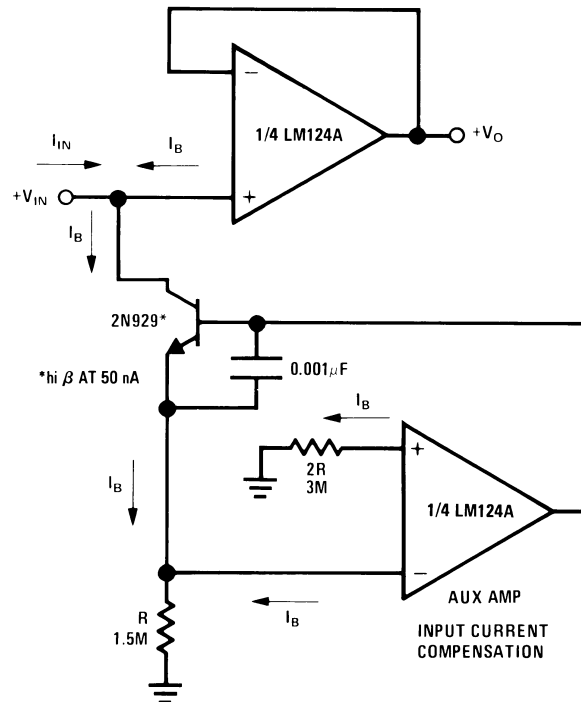 −
1/4 LM124A
+V_O
I_IN
I_B
+
+V_IN
I_B
2N929*
*hi β AT 50 nA
0.001μF
I_B
2R
3M
+
1/4 LM124A
−
I_B
I_B
R
1.5M
AUX AMP
INPUT CURRENT
COMPENSATION